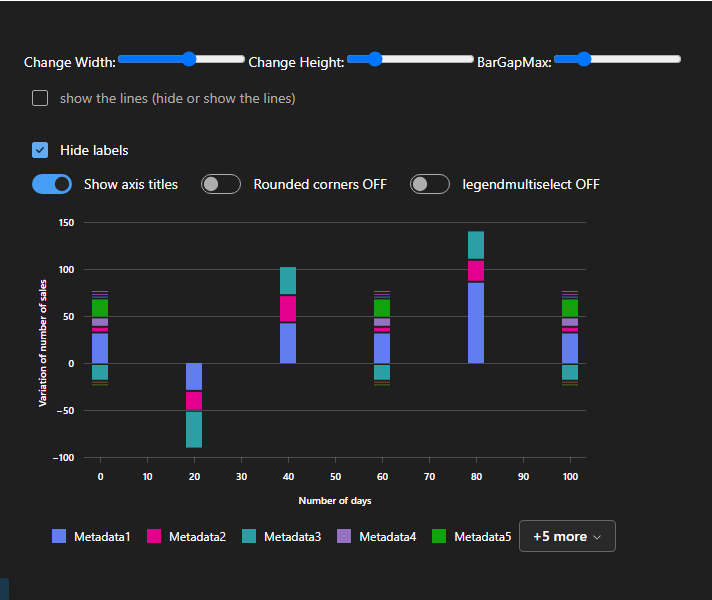 Change Width: Change Height: BarGapMax:
show the lines (hide or show the lines)
Hide labels
Show axis titles Rounded corners OFF legendmultiselect OFF
150
100
50
0
−50
−100
Variation of number of sales
0 10 20 30 40 50 60 70 80 90 100
Number of days
Metadata1 Metadata2 Metadata3 Metadata4 Metadata5 +5 more